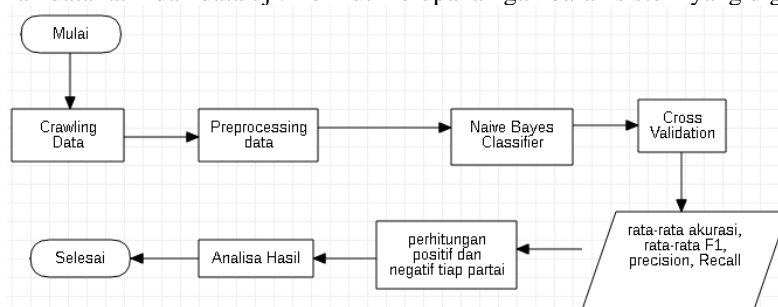 Mulai
Crawling
Data
Preprocessing
data
Naive Bayes
Classifier
Cross
Validation
rata-rata akurasi,
rata-rata F1,
precision, Recall
perhitungan
positif dan
negatif tiap partai
Analisa Hasil
Selesai